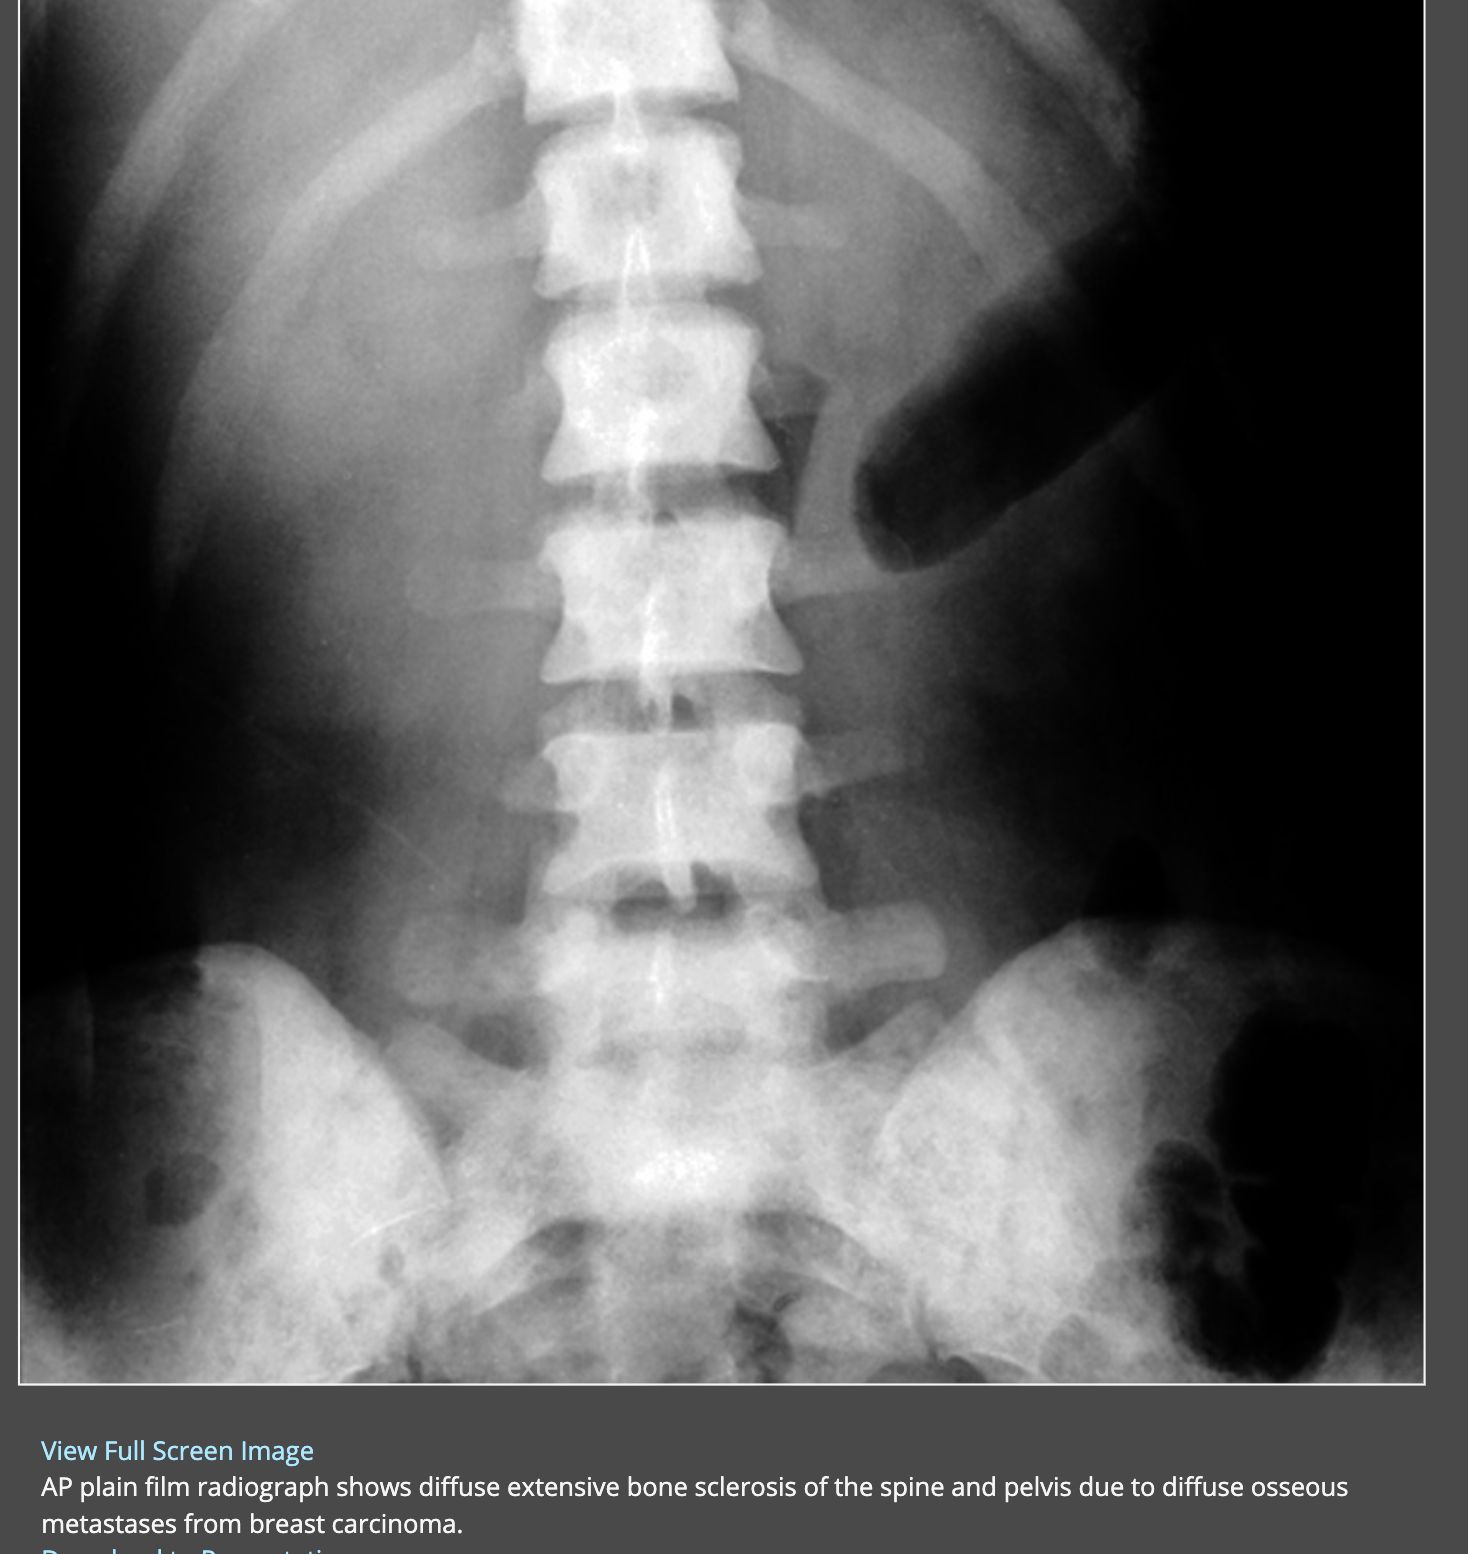 View Full Screen Image
AP plain film radiograph shows diffuse extensive bone sclerosis of the spine and pelvis due to diffuse osseous
metastases from breast carcinoma.